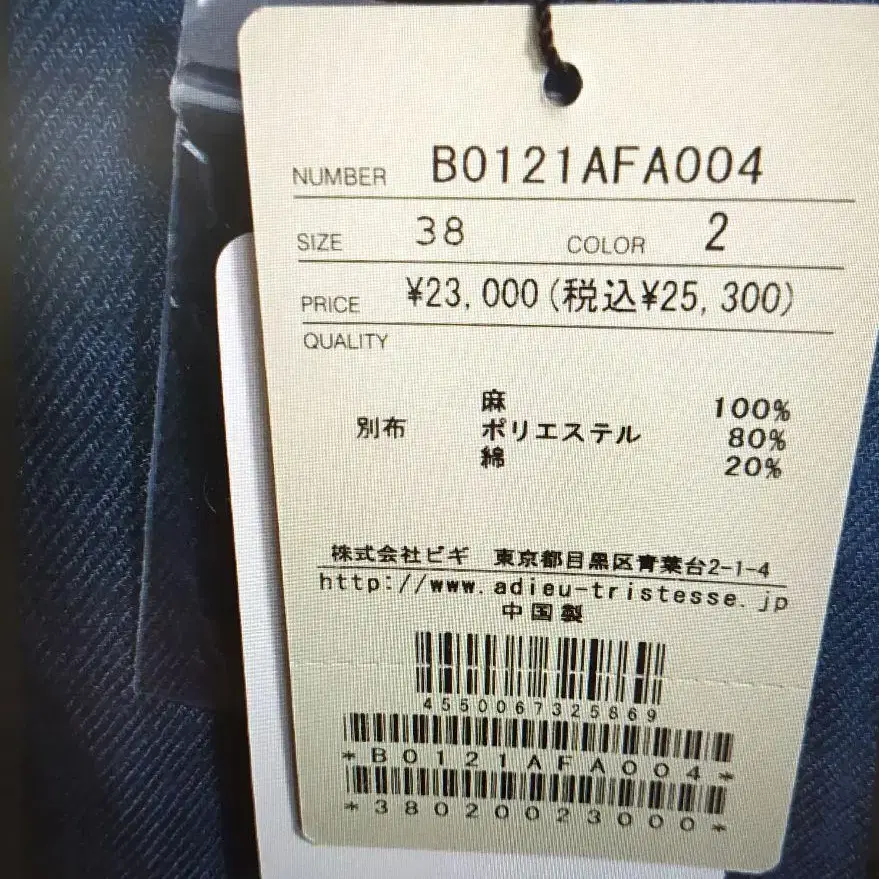 NUMBER B0121AFA004
SIZE 38 COLOR 2
PRICE ¥23,000(税込¥25,300)
QUALITY
麻 100%
別布 ポリエステル 80%
綿 20%
株式会社ビギ 東京都目黒区青葉台2-1-4
http://www.adieu-tristesse.jp
中国製
4550067325869
*B0121AFA004*
*38020023000*